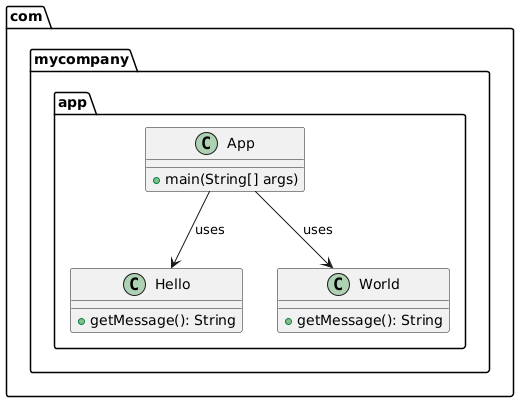 com
mycompany
app
C App
+ main(String[] args)
uses
uses
C Hello
getMessage(): String
C World
getMessage(): String